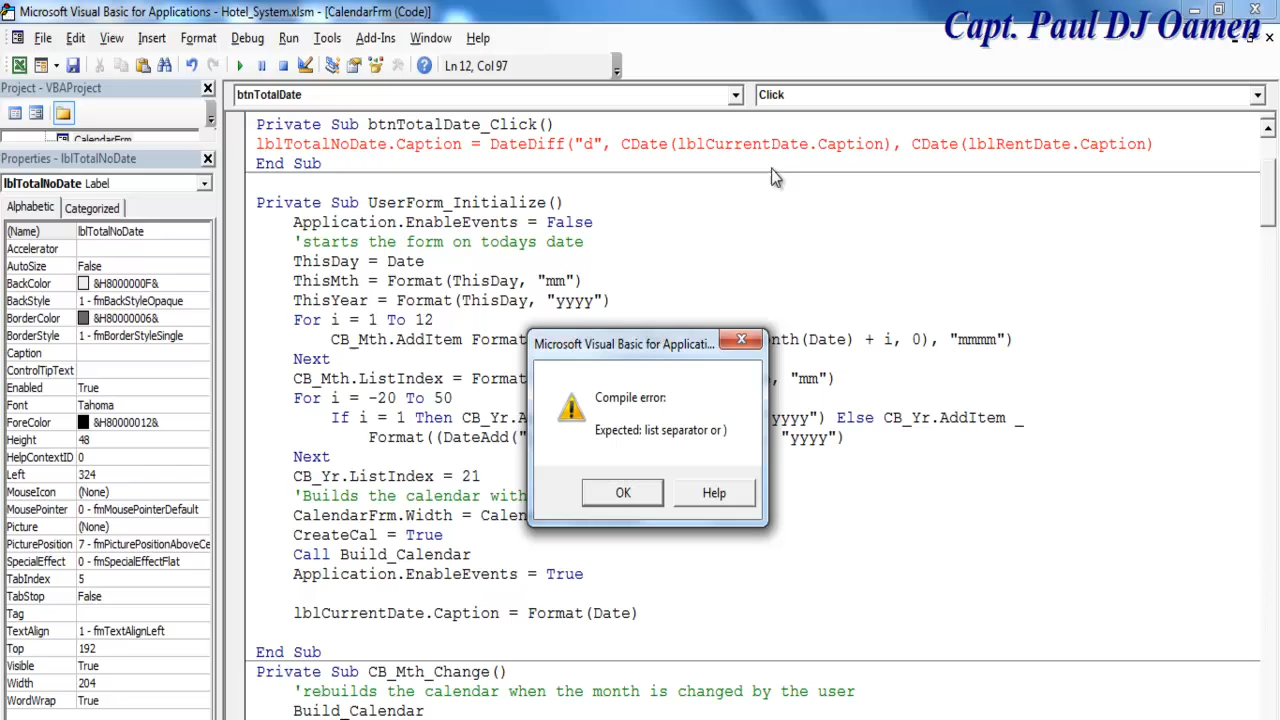 Microsoft Visual Basic for Applications - Hotel_System.xlsm - [CalendarFrm (Code)]
Capt. Paul DJ Oamen
File Edit View Insert Format Debug Run Tools Add-Ins Window Help
Ln 12, Col 97
Project - VBAProject
btnTotalDate
Click
CalendarFrm
Properties - lblTotalNoDate
lblTotalNoDate Label
Alphabetic Categorized
(Name) lblTotalNoDate
Accelerator
AutoSize False
BackColor &H8000000F&
BackStyle 1 - fmBackStyleOpaque
BorderColor &H80000006&
BorderStyle 1 - fmBorderStyleSingle
Caption
ControlTipText
Enabled True
Font Tahoma
ForeColor &H80000012&
Height 48
HelpContextID 0
Left 324
MouseIcon (None)
MousePointer 0 - fmMousePointerDefault
Picture (None)
PicturePosition 7 - fmPicturePositionAboveCe
SpecialEffect 0 - fmSpecialEffectFlat
TabIndex 5
TabStop False
Tag
TextAlign 1 - fmTextAlignLeft
Top 192
Visible True
Width 204
WordWrap True
Private Sub btnTotalDate_Click()
lblTotalNoDate.Caption = DateDiff("d", CDate(lblCurrentDate.Caption), CDate(lblRentDate.Caption)
End Sub
Private Sub UserForm_Initialize()
Application.EnableEvents = False
'starts the form on todays date
ThisDay = Date
ThisMth = Format(ThisDay, "mm")
ThisYear = Format(ThisDay, "yyyy")
For i = 1 To 12
CB_Mth.AddItem Format onth(Date) + i, 0), "mmmm")
Next
CB_Mth.ListIndex = Format , "mm")
For i = -20 To 50
If i = 1 Then CB_Yr.A yyyy") Else CB_Yr.AddItem _
Format((DateAdd(" "yyyy")
Next
CB_Yr.ListIndex = 21
'Builds the calendar with
CalendarFrm.Width = Calen
CreateCal = True
Call Build_Calendar
Application.EnableEvents = True
lblCurrentDate.Caption = Format(Date)
End Sub
Private Sub CB_Mth_Change()
'rebuilds the calendar when the month is changed by the user
Build_Calendar
Microsoft Visual Basic for Applicati...
Compile error:
Expected: list separator or )
OK Help